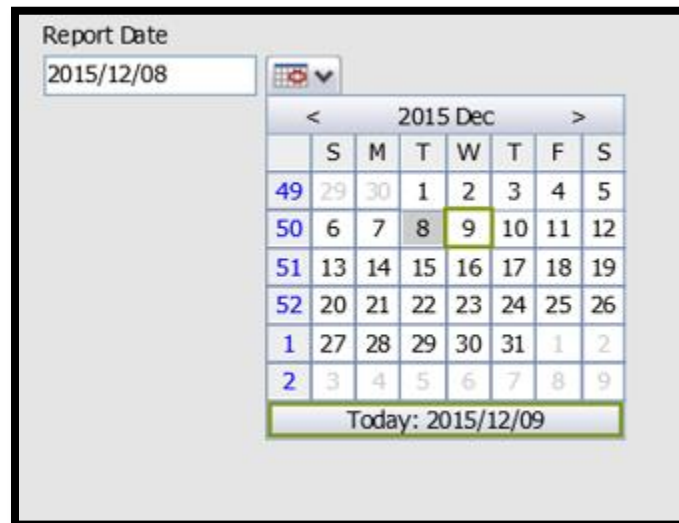 Report Date
2015/12/08
< 2015 Dec >
S M T W T F S
49 29 30 1 2 3 4 5
50 6 7 8 9 10 11 12
51 13 14 15 16 17 18 19
52 20 21 22 23 24 25 26
1 27 28 29 30 31 1 2
2 3 4 5 6 7 8 9
Today: 2015/12/09